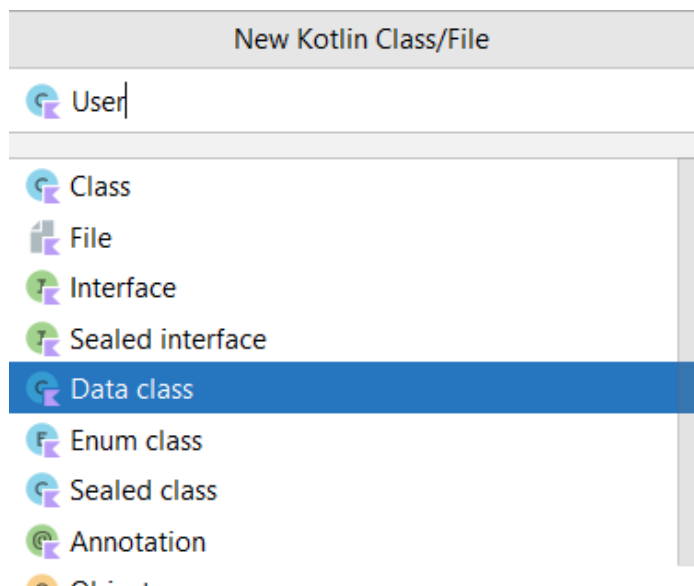 New Kotlin Class/File
User
Class
File
Interface
Sealed interface
Data class
Enum class
Sealed class
Annotation